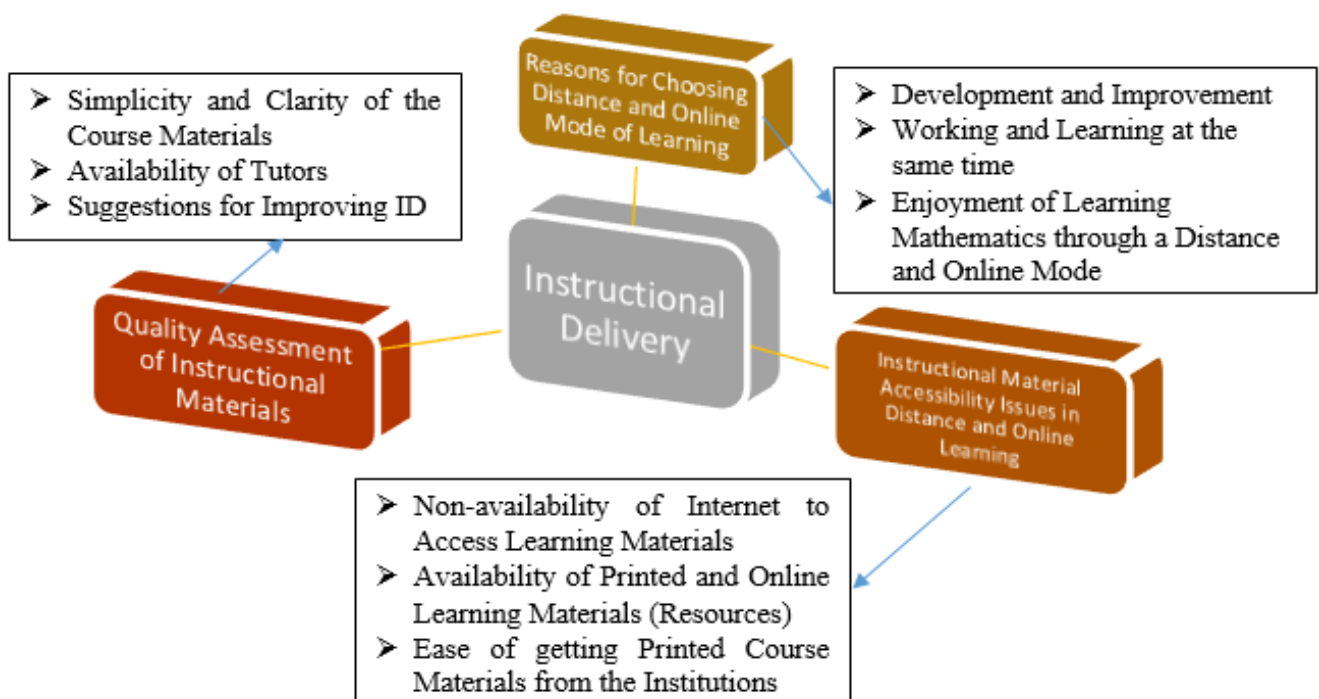 Reasons for Choosing
Distance and Online
Mode of Learning
➢ Simplicity and Clarity of the
Course Materials
➢ Availability of Tutors
➢ Suggestions for Improving ID
➢ Development and Improvement
➢ Working and Learning at the
same time
➢ Enjoyment of Learning
Mathematics through a Distance
and Online Mode
Instructional
Delivery
Quality Assessment
of Instructional
Materials
Instructional Material
Accessibility Issues in
Distance and Online
Learning
➢ Non-availability of Internet to
Access Learning Materials
➢ Availability of Printed and Online
Learning Materials (Resources)
➢ Ease of getting Printed Course
Materials from the Institutions